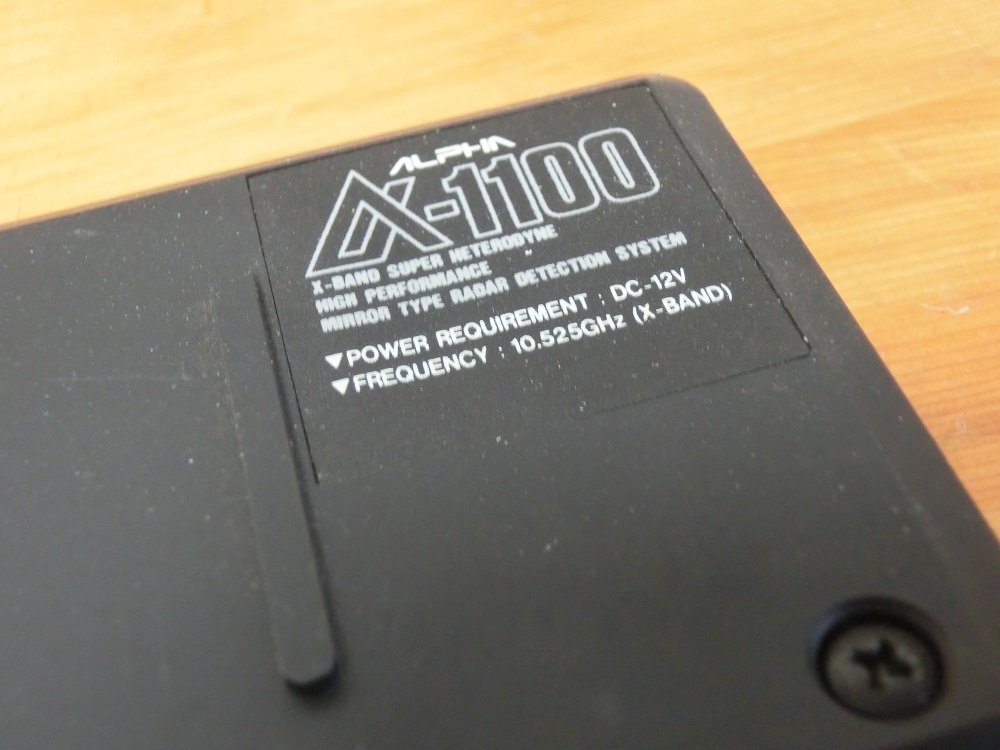 ALPHA
α-1100
X-BAND SUPER HETERODYNE
HIGH PERFORMANCE
MIRROR TYPE RADAR DETECTION SYSTEM
▼POWER REQUIREMENT : DC-12V
▼FREQUENCY : 10.525GHz (X-BAND)